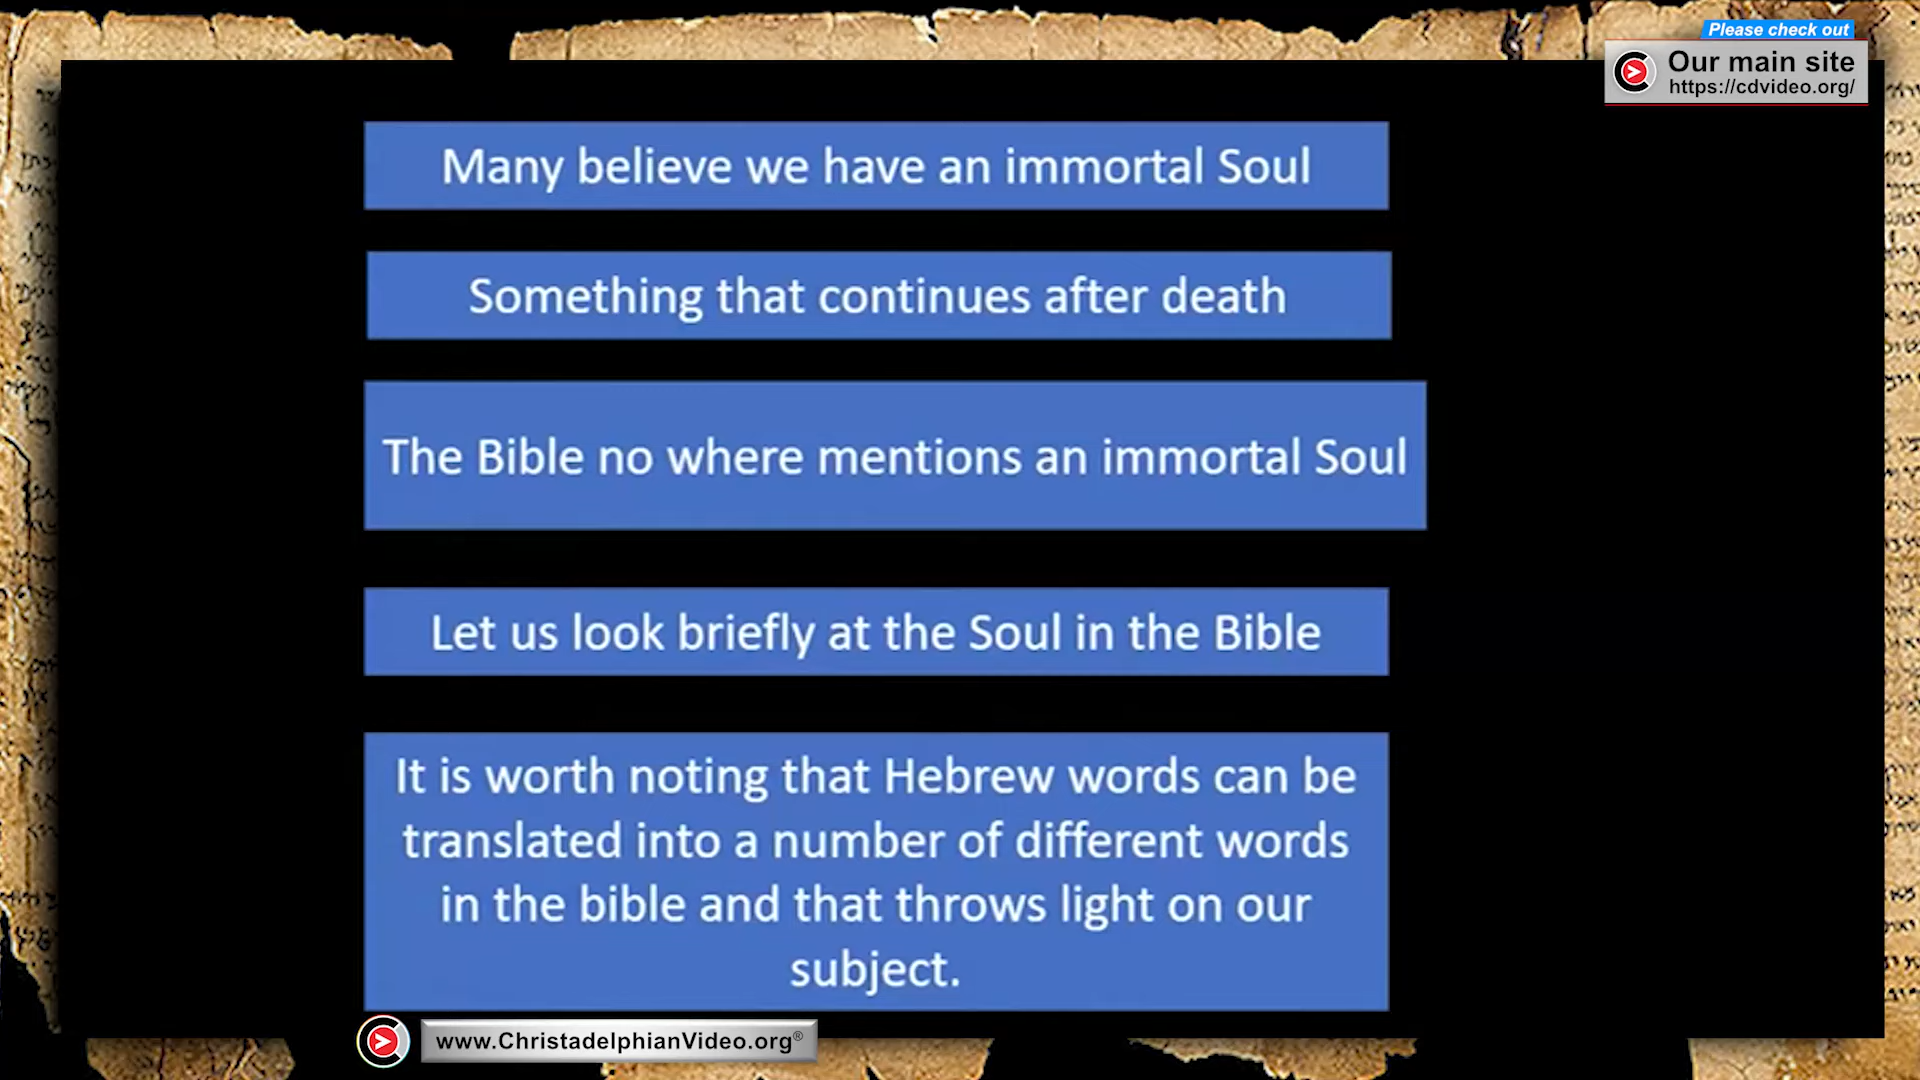 Please check out
Our main site
https://cdvideo.org/
Many believe we have an immortal Soul
Something that continues after death
The Bible no where mentions an immortal Soul
Let us look briefly at the Soul in the Bible
It is worth noting that Hebrew words can be
translated into a number of different words
in the bible and that throws light on our
subject.
www.ChristadelphianVideo.org®